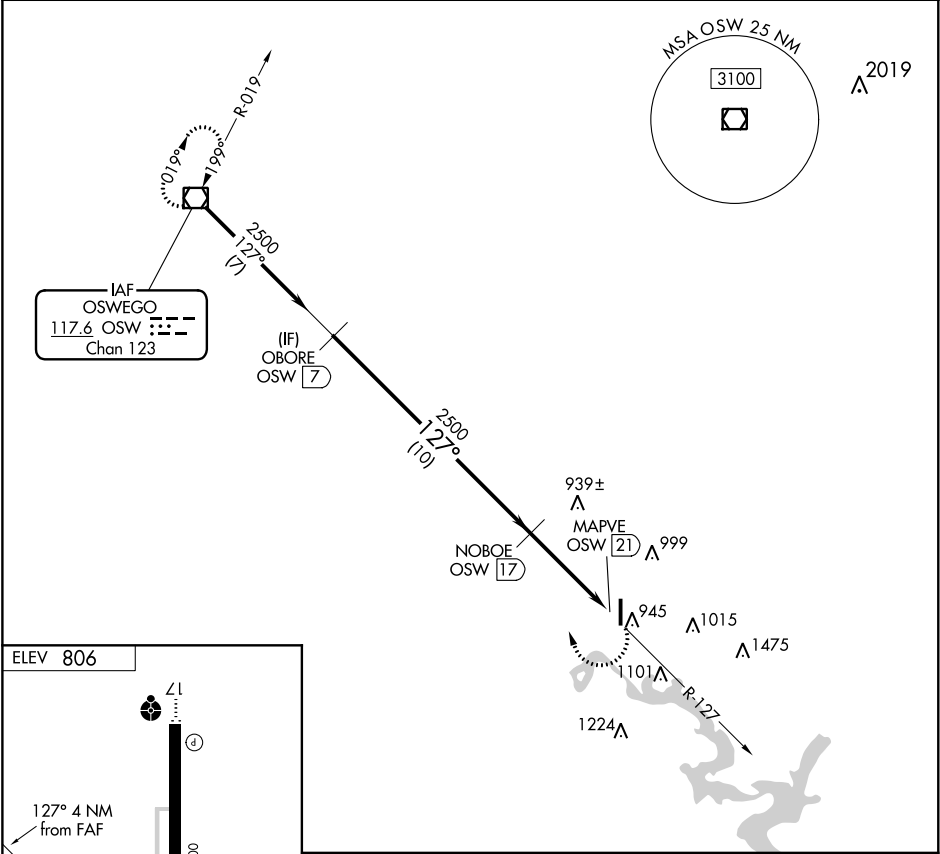 MSA OSW 25 NM
3100
2019
R-019
019°
199°
IAF
OSWEGO
117.6 OSW
Chan 123
2500
127°
(7)
(IF)
OBORE
OSW 7
2500
127°
(10)
939±
MAPVE
OSW 21
999
NOBOE
OSW 17
945
1015
1475
1101
R-127
1224
ELEV 806
17
P
127° 4 NM
from FAF